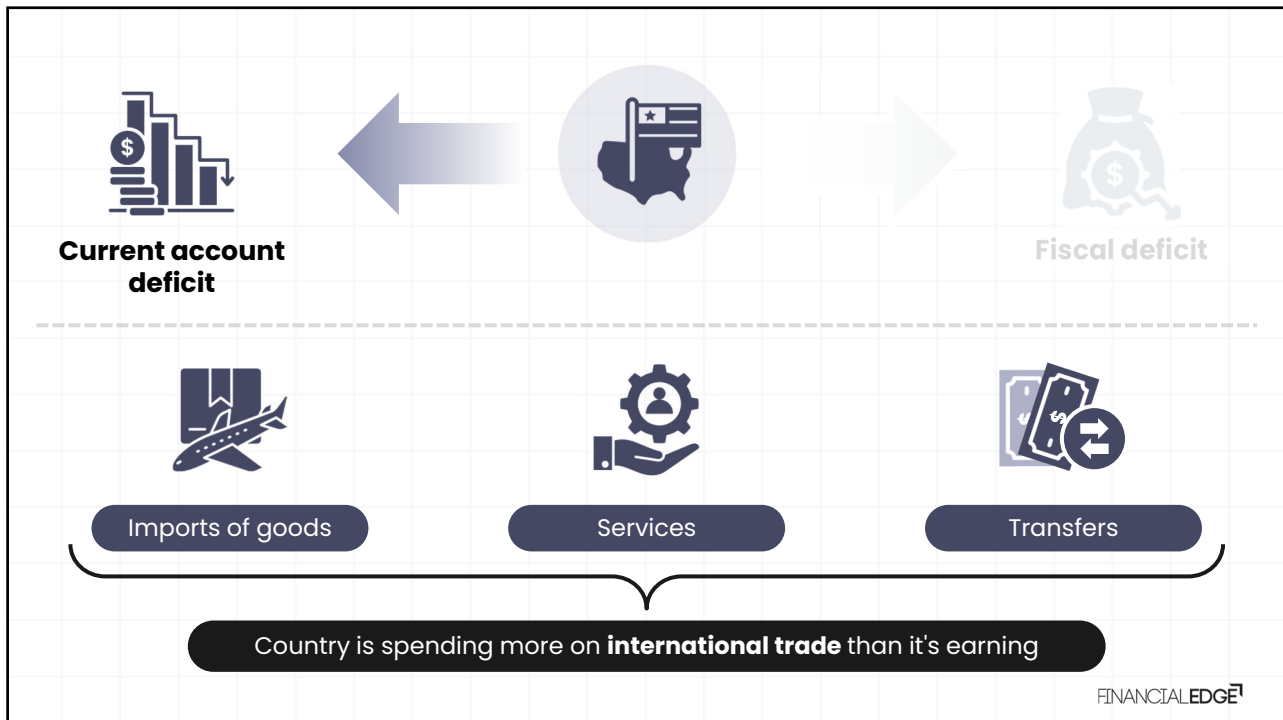 Current account
deficit
Fiscal deficit
Imports of goods
Services
Transfers
Country is spending more on international trade than it's earning
FINANCIALEDGE